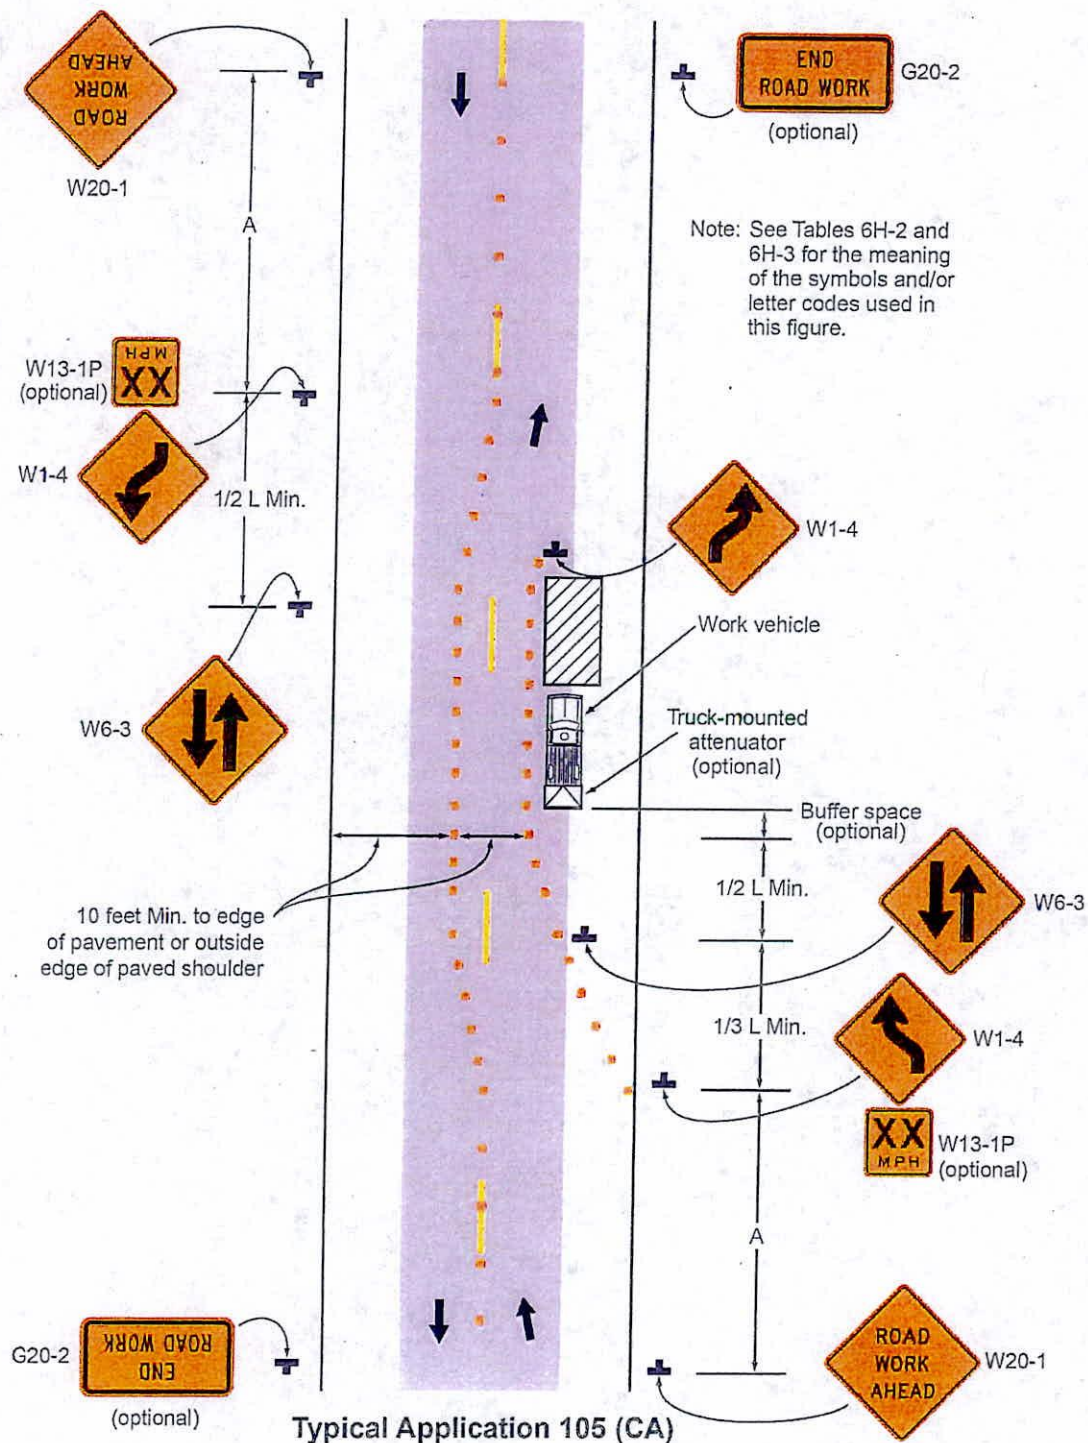 ROAD
WORK
AHEAD
W20-1
END
ROAD WORK
G20-2
(optional)
A
Note: See Tables 6H-2 and
6H-3 for the meaning
of the symbols and/or
letter codes used in
this figure.
W13-1P
(optional)
XX
MPH
W1-4
1/2 L Min.
W1-4
Work vehicle
W6-3
Truck-mounted
attenuator
(optional)
Buffer space
(optional)
1/2 L Min.
W6-3
10 feet Min. to edge
of pavement or outside
edge of paved shoulder
1/3 L Min.
W1-4
XX
MPH
W13-1P
(optional)
A
END
ROAD WORK
G20-2
(optional)
ROAD
WORK
AHEAD
W20-1
Typical Application 105 (CA)